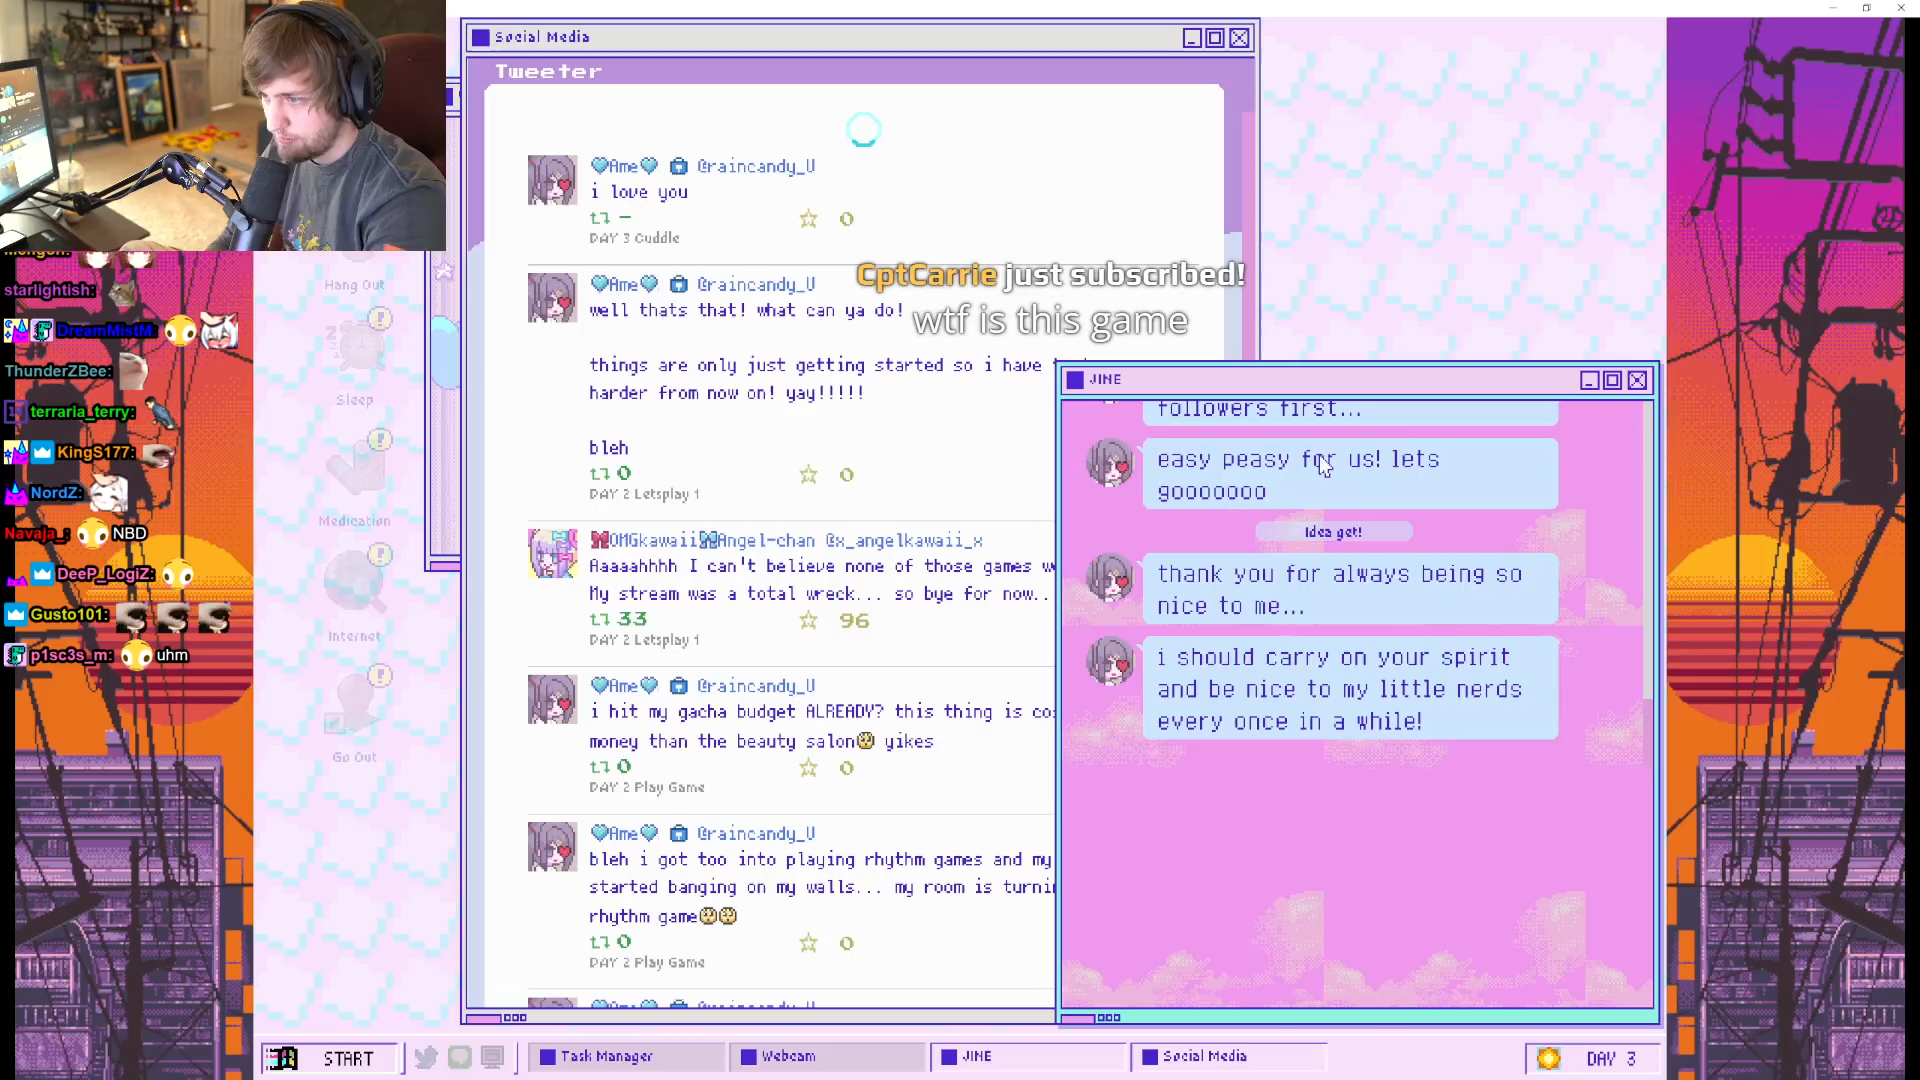 Social Media
Tweeter
Ame @raincandy_U
i love you
0
DAY 3 Cuddle
Ame @raincandy_U
well thats that! what can ya do!
things are only just getting started so i have
harder from now on! yay!!!!!
bleh
0 0
DAY 2 Letsplay 1
OMGkawaii Angel-chan @x_angelkawaii_x
Aaaaahhhh I can't believe none of those games
My stream was a total wreck... so bye for now..
33 96
DAY 2 Letsplay 1
Ame @raincandy_U
i hit my gacha budget ALREADY? this thing is
money than the beauty salon yikes
0 0
DAY 2 Play Game
Ame @raincandy_U
bleh i got too into playing rhythm games and my
started banging on my walls... my room is
rhythm game
0 0
DAY 2 Play Game
CptCarrie just subscribed!
wtf is this game
JINE
followers first...
easy peasy for us! lets
gooooooo
Idea get!
thank you for always being so
nice to me...
i should carry on your spirit
and be nice to my little nerds
every once in a while!
starlightish:
DreamMistM:
ThunderZBee:
terraria_terry:
KingS177:
NordZ:
Navaja_: NBD
DeeP_LogiZ:
Gusto101:
p1sc3s_m: uhm
Hang Out
Sleep
Medication
Internet
Go Out
START
Task Manager
Webcam
JINE
Social Media
DAY 3